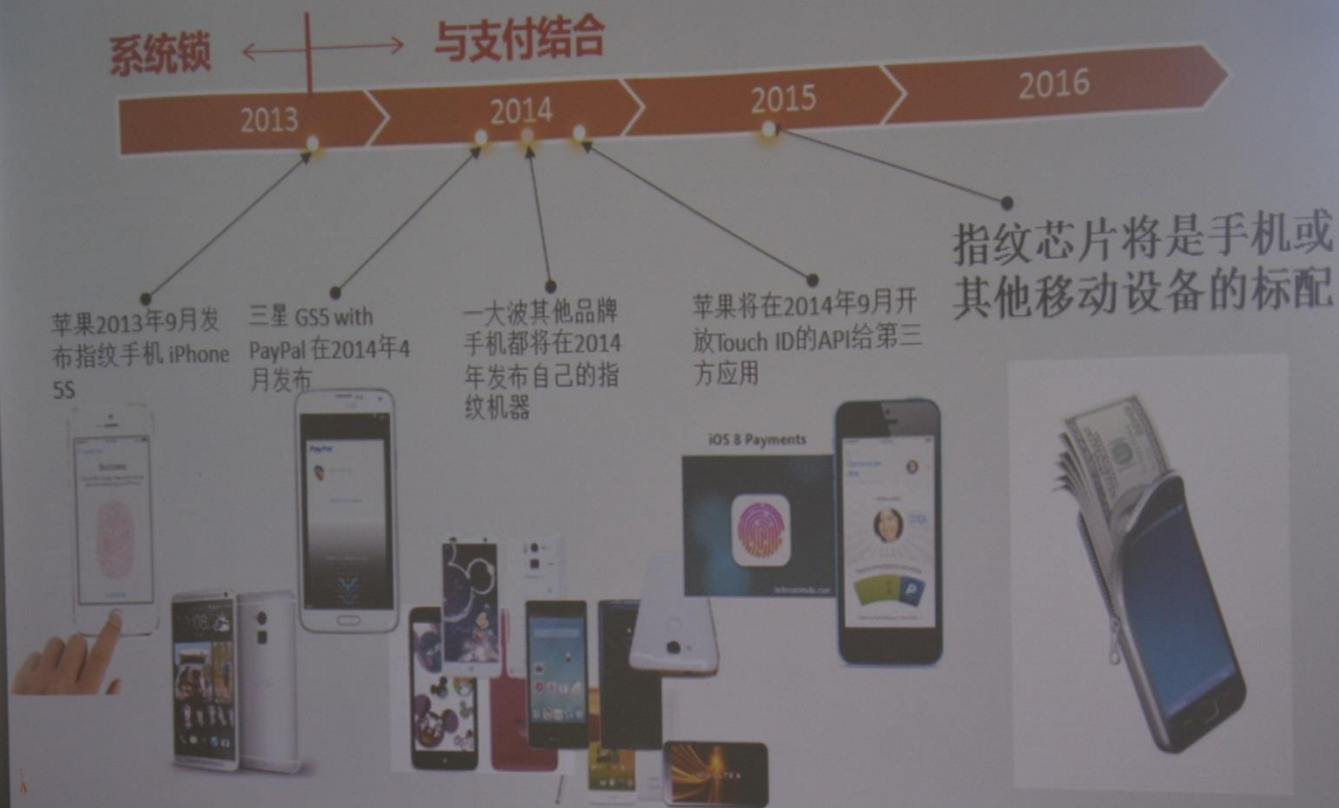 系统锁
与支付结合
2013
2014
2015
2016
苹果2013年9月发
布指纹手机 iPhone
5S
三星 GS5 with
PayPal 在2014年4
月发布
一大波其他品牌
手机都将在2014
年发布自己的指
纹机器
苹果将在2014年9月开
放Touch ID的API给第三
方应用
指纹芯片将是手机或
其他移动设备的标配
iOS 8 Payments
Success
PayPal